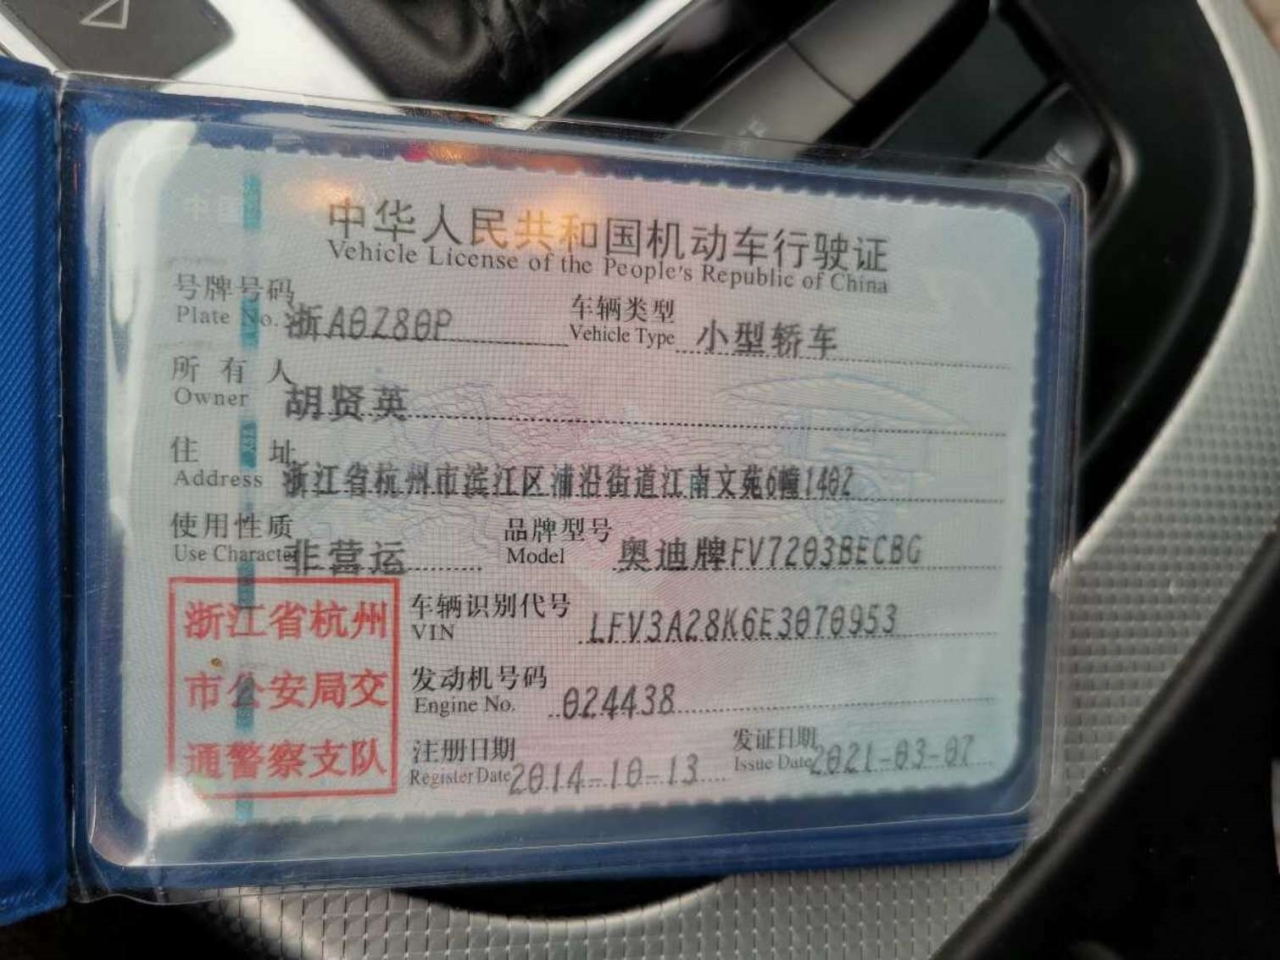 中华人民共和国机动车行驶证
Vehicle License of the People's Republic of China
号牌号码 浙A0Z80P 车辆类型 小型轿车
Plate No. Vehicle Type
所有人 胡贤英
Owner
住址 浙江省杭州市滨江区浦沿街道江南文苑6幢1402
Address
使用性质 非营运 品牌型号 奥迪牌FV7203BECBG
Use Character Model
浙江省杭州
市公安局交
通警察支队
车辆识别代号 LFV3A28K6E3070953
VIN
发动机号码 024438
Engine No.
注册日期 2014-10-13 发证日期 2021-03-07
Register Date Issue Date